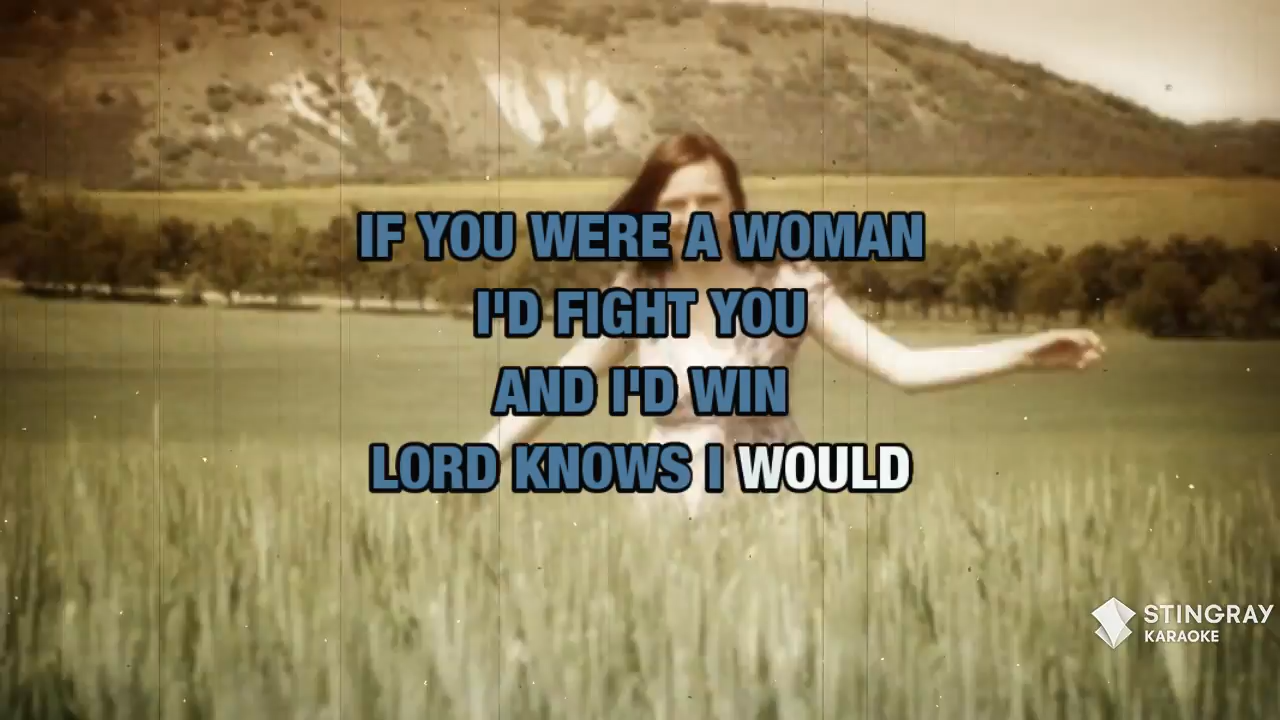 IF YOU WERE A WOMAN
I'D FIGHT YOU
AND I'D WIN
LORD KNOWS I WOULD
STINGRAY
KARAOKE